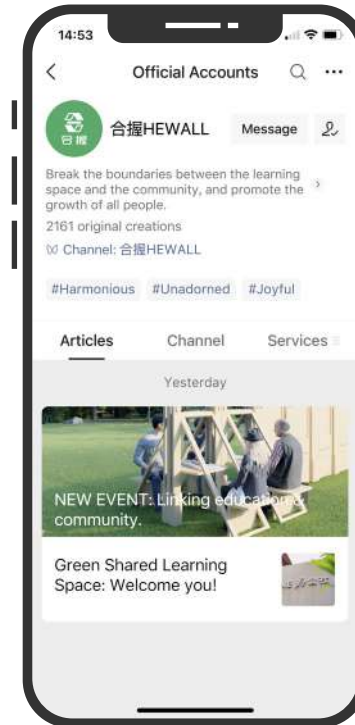 14:53
Official Accounts
合握
合握HEWALL
Message
Break the boundaries between the learning
space and the community, and promote the
growth of all people.
2161 original creations
Channel: 合握HEWALL
#Harmonious #Unadorned #Joyful
Articles Channel Services
Yesterday
NEW EVENT: Linking education &
community.
Green Shared Learning
Space: Welcome you!